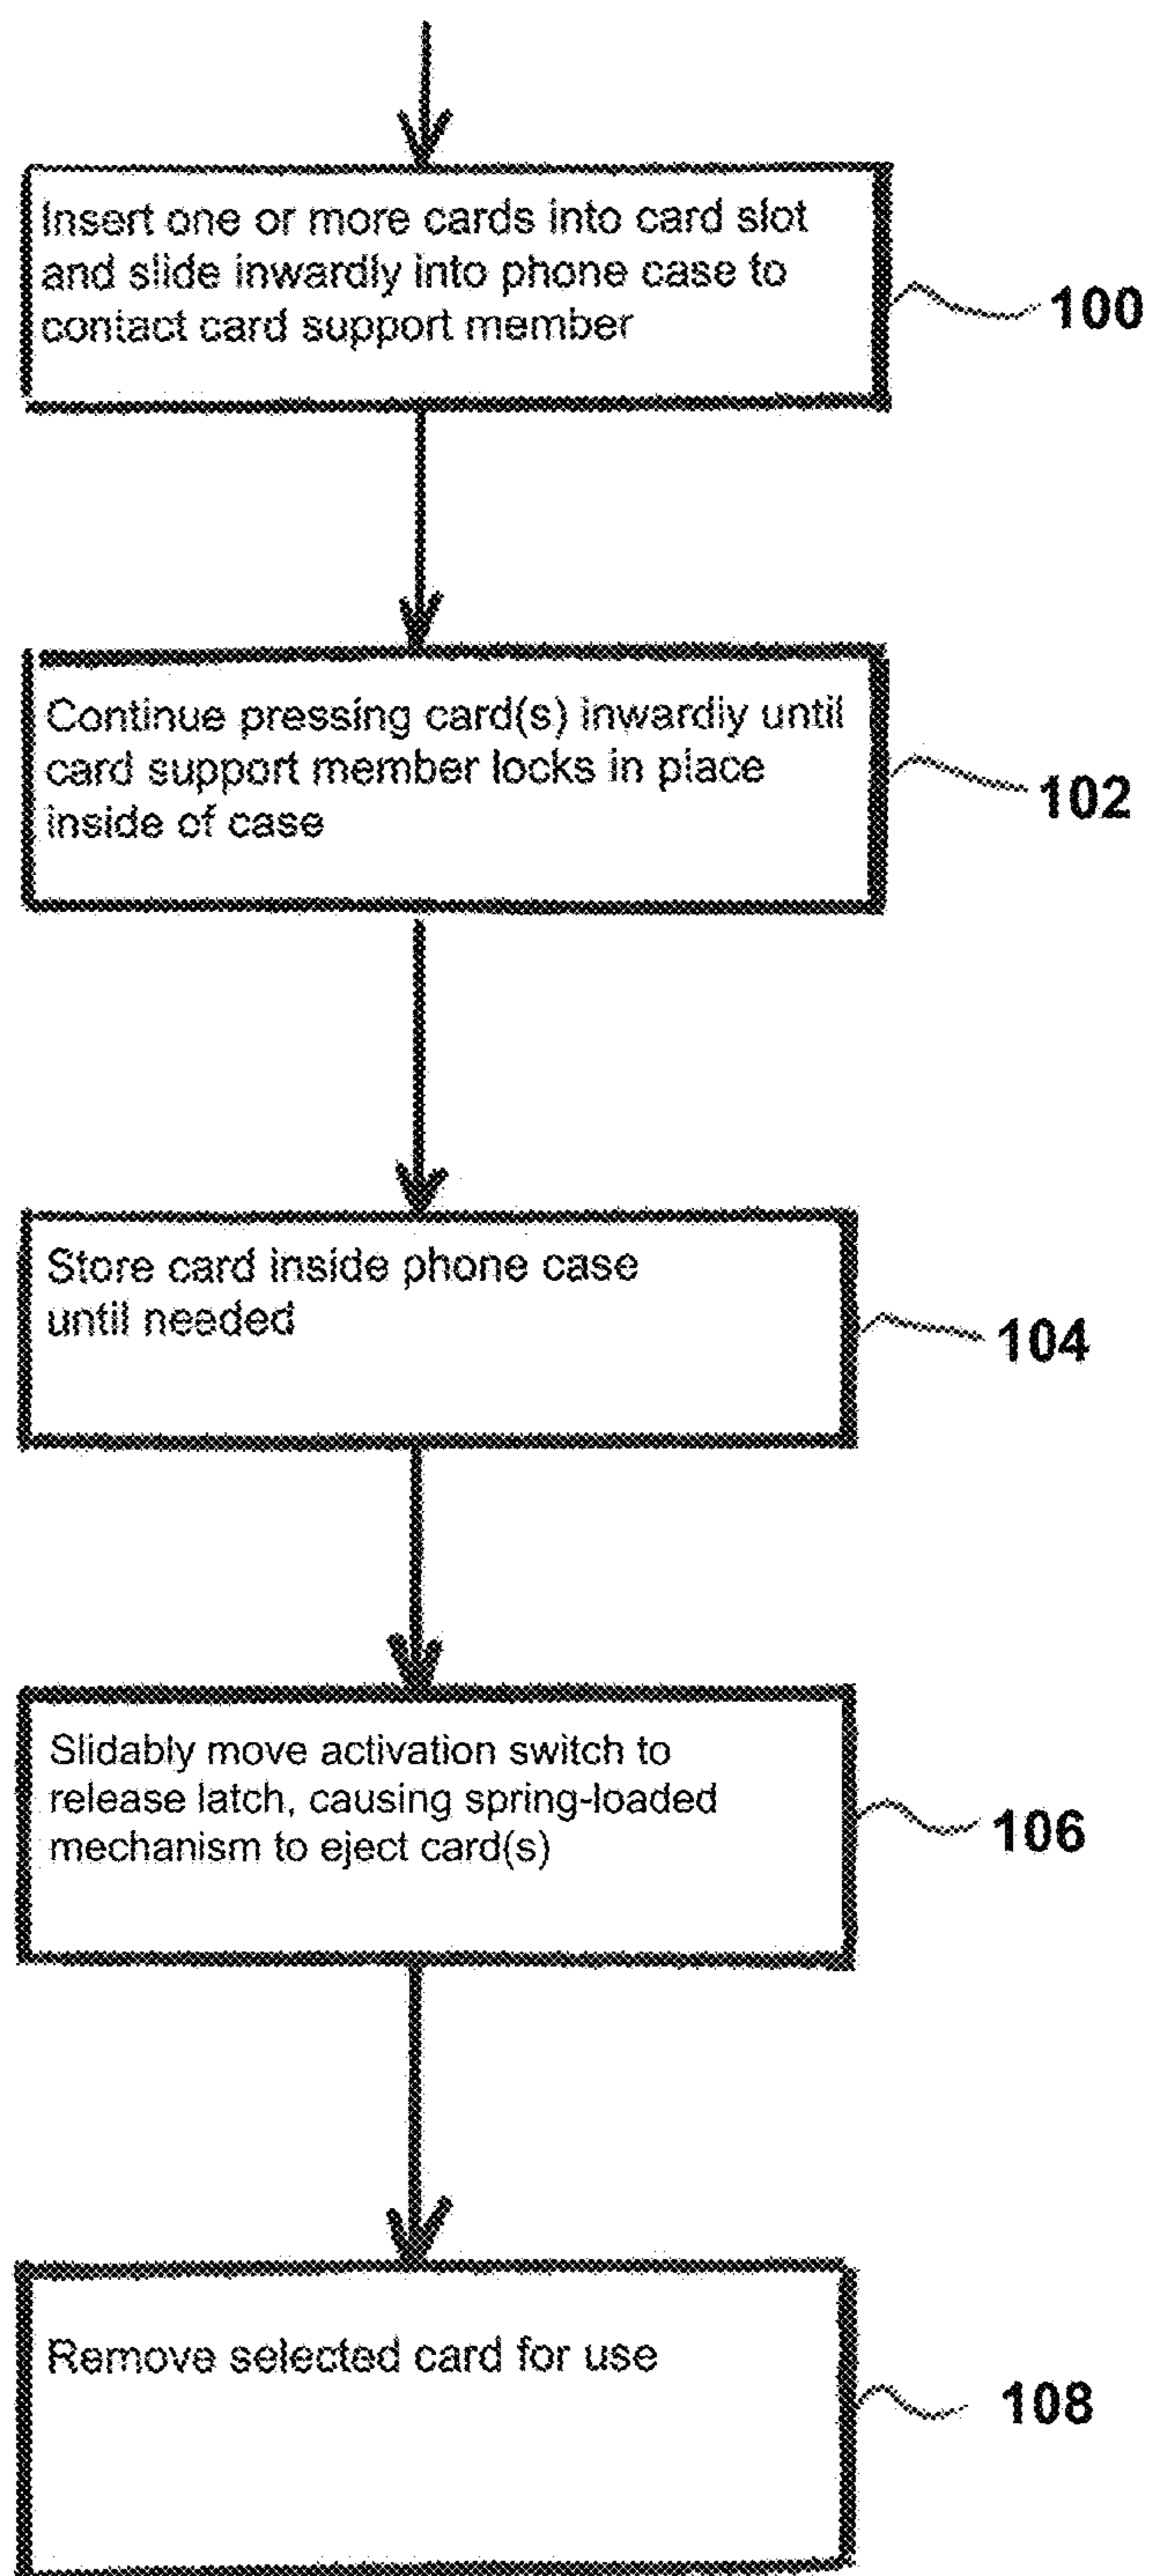 Insert one or more cards into card slot
and slide inwardly into phone case to
contact card support member
100
Continue pressing card(s) inwardly until
card support member locks in place
inside of case
102
Store card inside phone case
until needed
104
Slidably move activation switch to
release latch, causing spring-loaded
mechanism to eject card(s)
106
Remove selected card for use
108